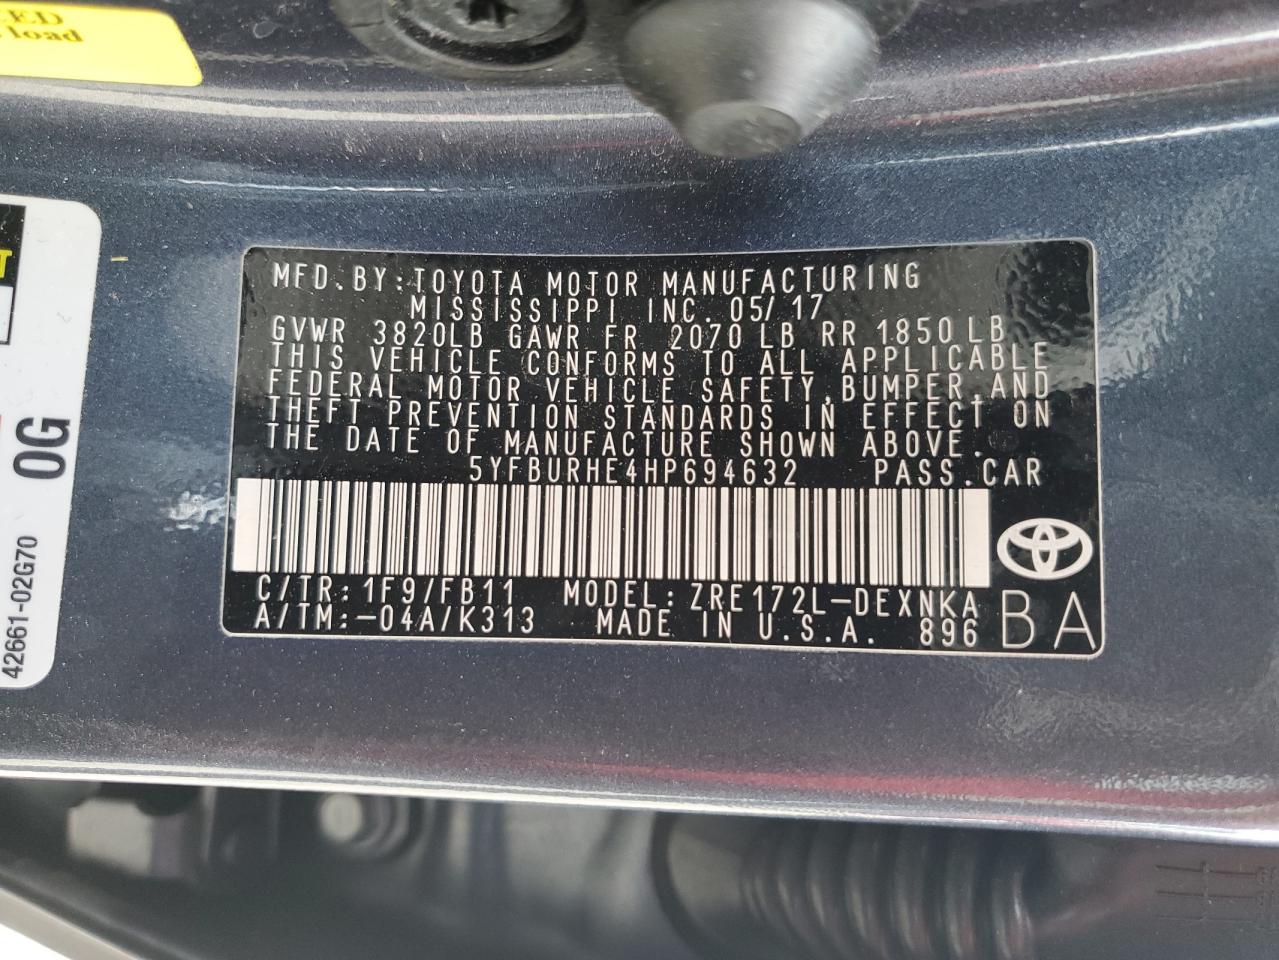 ED
load
T
0G
42661-02G70
MFD.BY:TOYOTA MOTOR MANUFACTURING
MISSISSIPPI INC. 05/17
GVWR 3820LB GAWR FR 2070 LB RR 1850 LB
THIS VEHICLE CONFORMS TO ALL APPLICABLE
FEDERAL MOTOR VEHICLE SAFETY,BUMPER,AND
THEFT PREVENTION STANDARDS IN EFFECT ON
THE DATE OF MANUFACTURE SHOWN ABOVE.
5YFBURHE4HP694632 PASS.CAR
C/TR:1F9/FB11 MODEL:ZRE172L-DEXNKA
A/TM:-04A/K313 MADE IN U.S.A. 896 BA